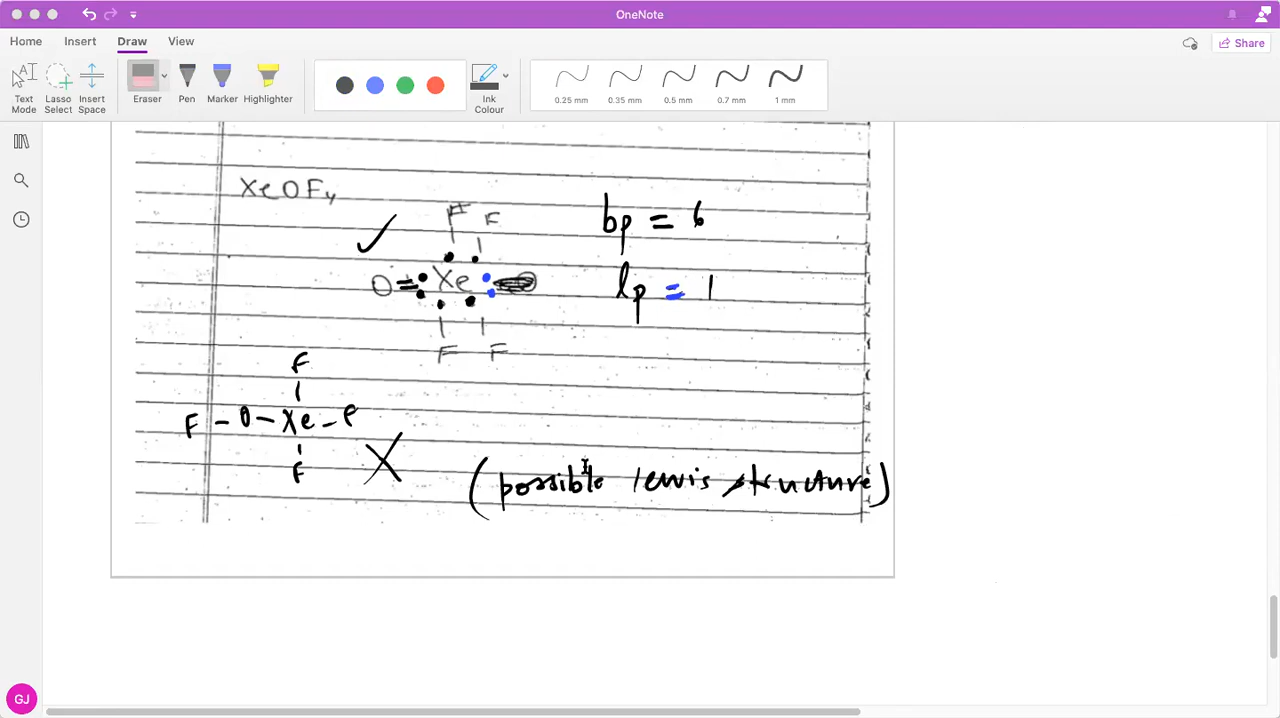 OneNote
Home Insert Draw View
Share
Text Mode
Lasso Select
Insert Space
Eraser
Pen
Marker
Highlighter
Ink Colour
0.25 mm 0.35 mm 0.5 mm 0.7 mm 1 mm
XeOF4
F F
bp = 6
O = Xe
lp = 1
F F
F
F - O - Xe - F
F
X
(possible lewis structure)
GJ